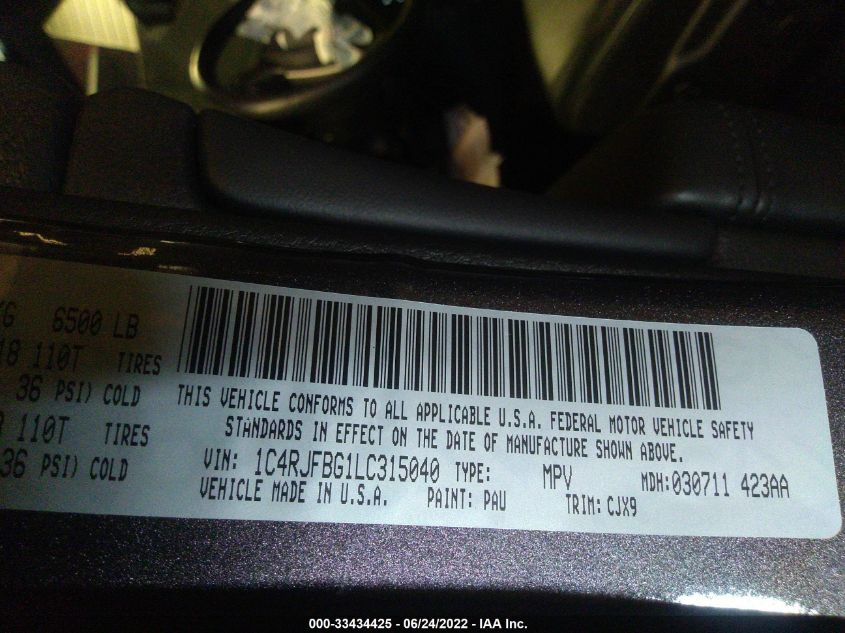 6500 LB
110T TIRES
36 PSI) COLD
110T TIRES
36 PSI) COLD
THIS VEHICLE CONFORMS TO ALL APPLICABLE U.S.A. FEDERAL MOTOR VEHICLE SAFETY
STANDARDS IN EFFECT ON THE DATE OF MANUFACTURE SHOWN ABOVE.
VIN: 1C4RJFBG1LC315040 TYPE: MPV MDH:030711 423AA
VEHICLE MADE IN U.S.A. PAINT: PAU TRIM: CJX9
000-33434425 - 06/24/2022 - IAA Inc.